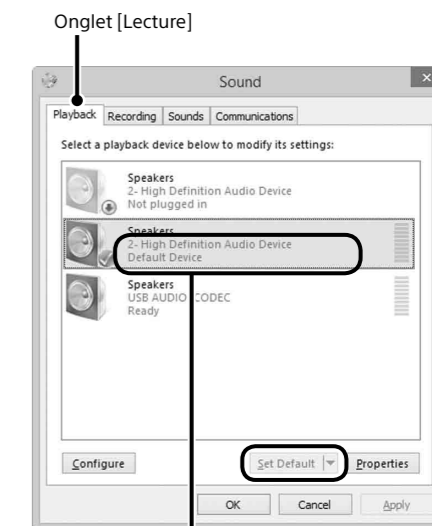 Onglet [Lecture]
Sound
Playback Recording Sounds Communications
Select a playback device below to modify its settings:
Speakers
2- High Definition Audio Device
Not plugged in
Speakers
2- High Definition Audio Device
Default Device
Speakers
USB AUDIO CODEC
Ready
Configure Set Default Properties
OK Cancel Apply